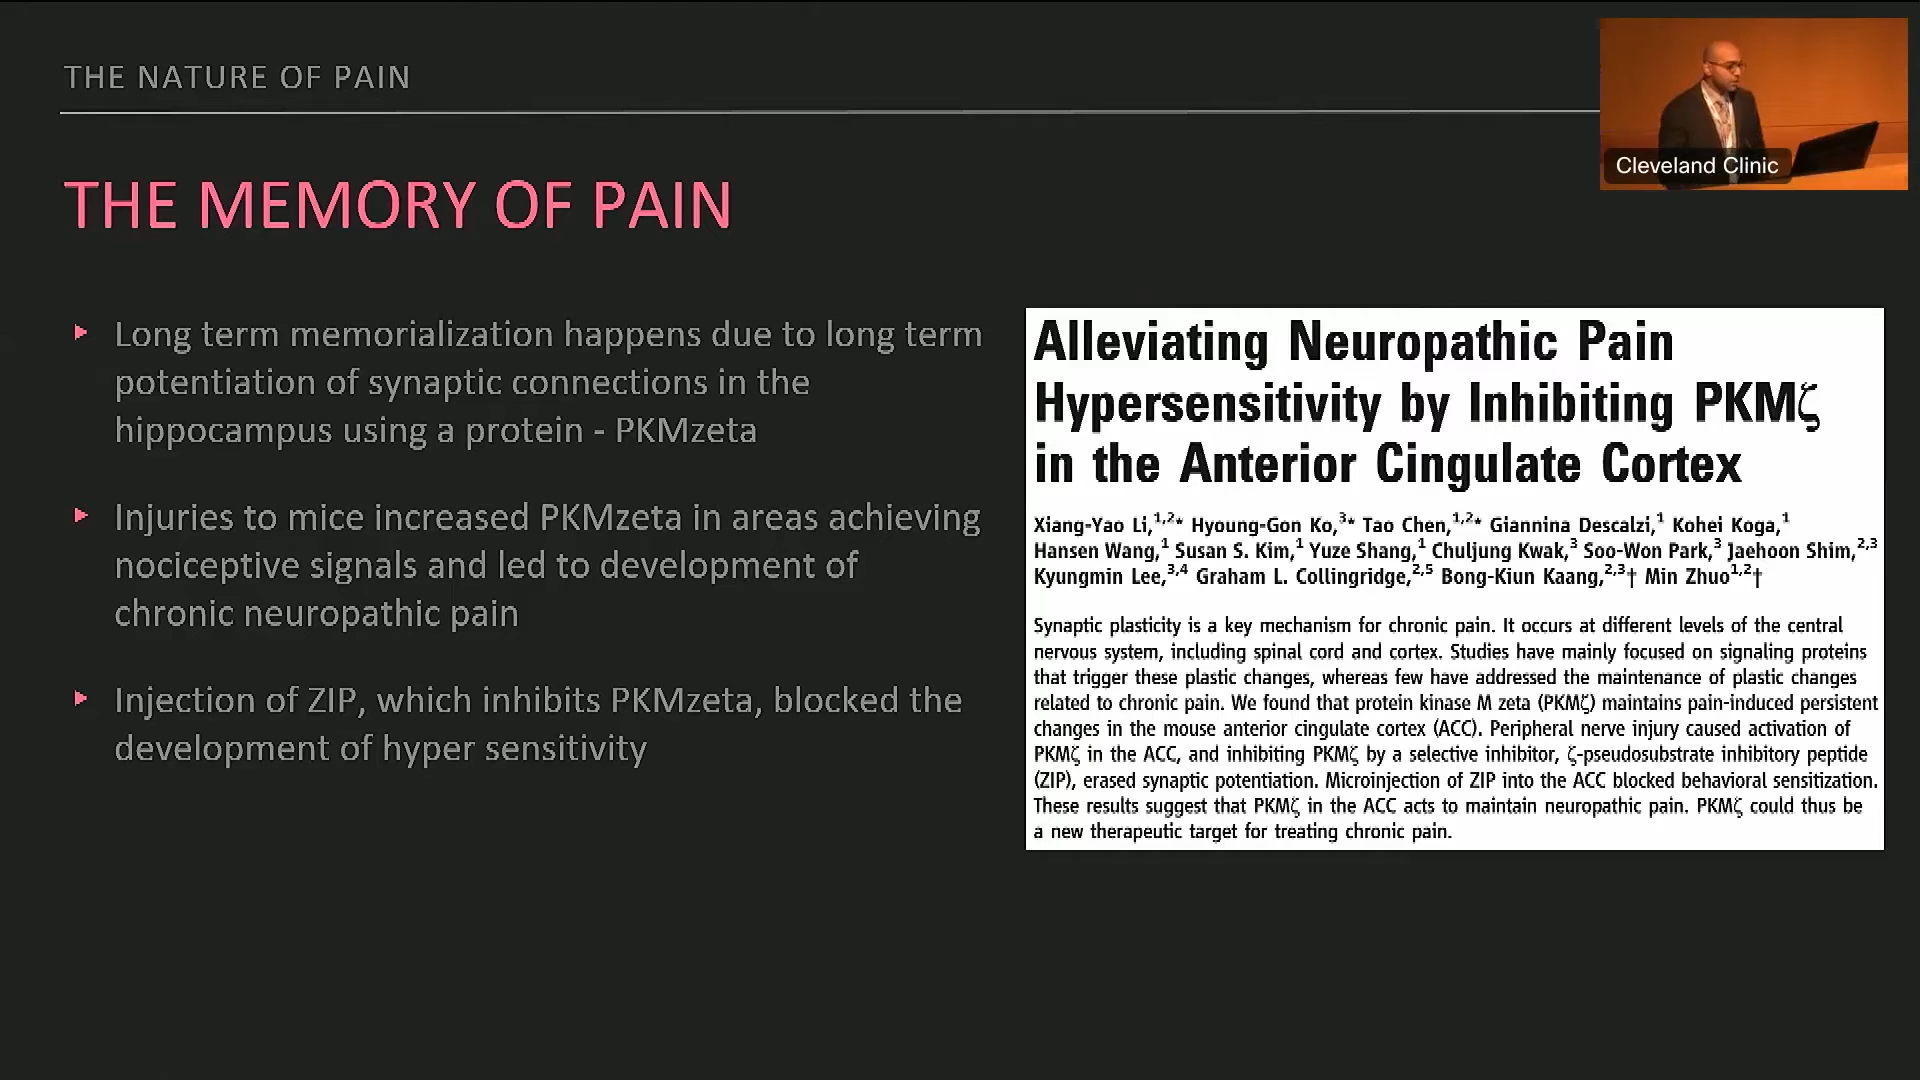 THE NATURE OF PAIN
Cleveland Clinic
THE MEMORY OF PAIN
Long term memorialization happens due to long term
potentiation of synaptic connections in the
hippocampus using a protein - PKMzeta
Injuries to mice increased PKMzeta in areas achieving
nociceptive signals and led to development of
chronic neuropathic pain
Injection of ZIP, which inhibits PKMzeta, blocked the
development of hyper sensitivity
Alleviating Neuropathic Pain
Hypersensitivity by Inhibiting PKMζ
in the Anterior Cingulate Cortex
Xiang-Yao Li,1,2* Hyoung-Gon Ko,3* Tao Chen,1,2* Giannina Descalzi,1 Kohei Koga,1
Hansen Wang,1 Susan S. Kim,1 Yuze Shang,1 Chuljung Kwak,3 Soo-Won Park,3 Jaehoon Shim,2,3
Kyungmin Lee,3,4 Graham L. Collingridge,2,5 Bong-Kiun Kaang,2,3† Min Zhuo1,2†
Synaptic plasticity is a key mechanism for chronic pain. It occurs at different levels of the central
nervous system, including spinal cord and cortex. Studies have mainly focused on signaling proteins
that trigger these plastic changes, whereas few have addressed the maintenance of plastic changes
related to chronic pain. We found that protein kinase M zeta (PKMζ) maintains pain-induced persistent
changes in the mouse anterior cingulate cortex (ACC). Peripheral nerve injury caused activation of
PKMζ in the ACC, and inhibiting PKMζ by a selective inhibitor, ζ-pseudosubstrate inhibitory peptide
(ZIP), erased synaptic potentiation. Microinjection of ZIP into the ACC blocked behavioral sensitization.
These results suggest that PKMζ in the ACC acts to maintain neuropathic pain. PKMζ could thus be
a new therapeutic target for treating chronic pain.